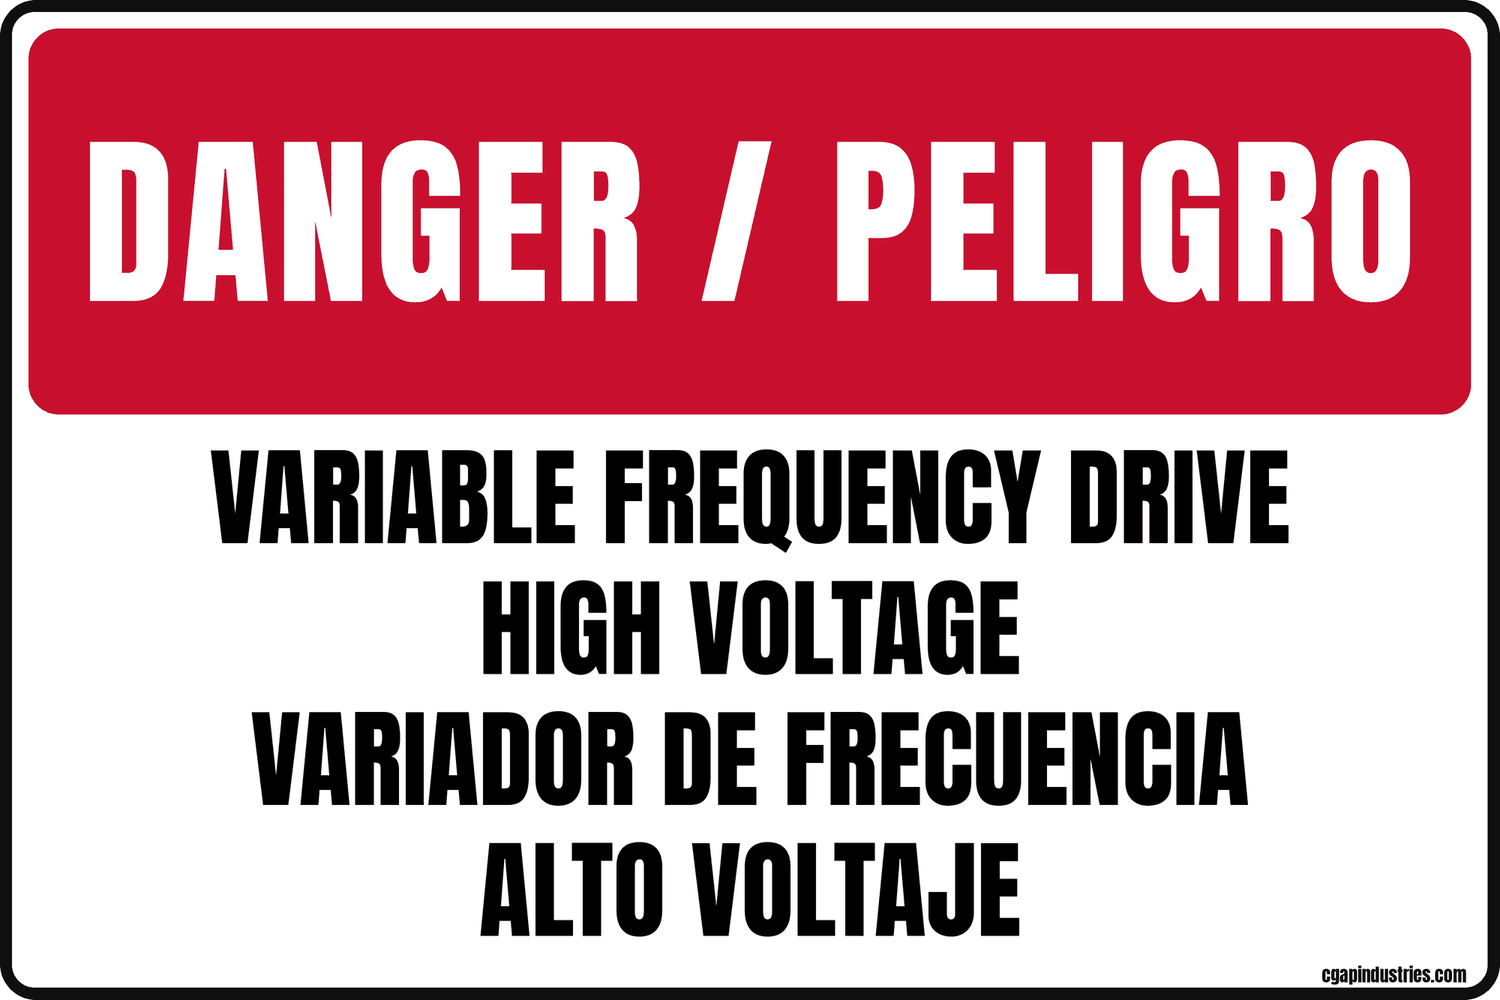 DANGER / PELIGRO
VARIABLE FREQUENCY DRIVE
HIGH VOLTAGE
VARIADOR DE FRECUENCIA
ALTO VOLTAJE
cgapindustries.com